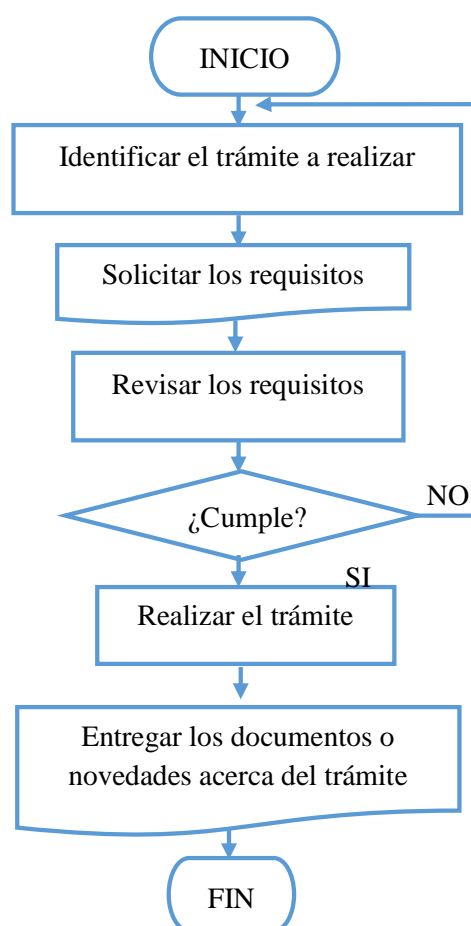 INICIO
Identificar el trámite a realizar
Solicitar los requisitos
Revisar los requisitos
¿Cumple?
NO
SI
Realizar el trámite
Entregar los documentos o
novedades acerca del trámite
FIN